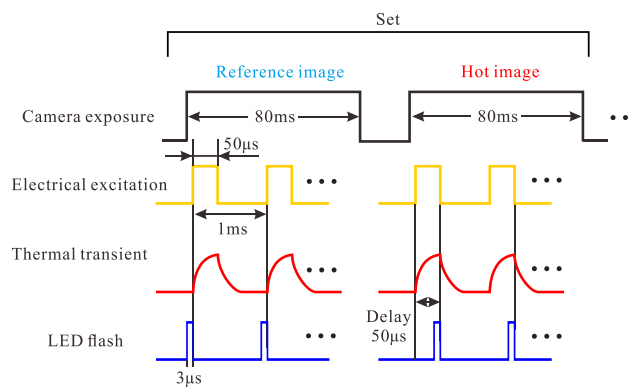 Set
Reference image
Hot image
Camera exposure
80ms
80ms
50μs
Electrical excitation
1ms
Thermal transient
Delay
50μs
LED flash
3μs